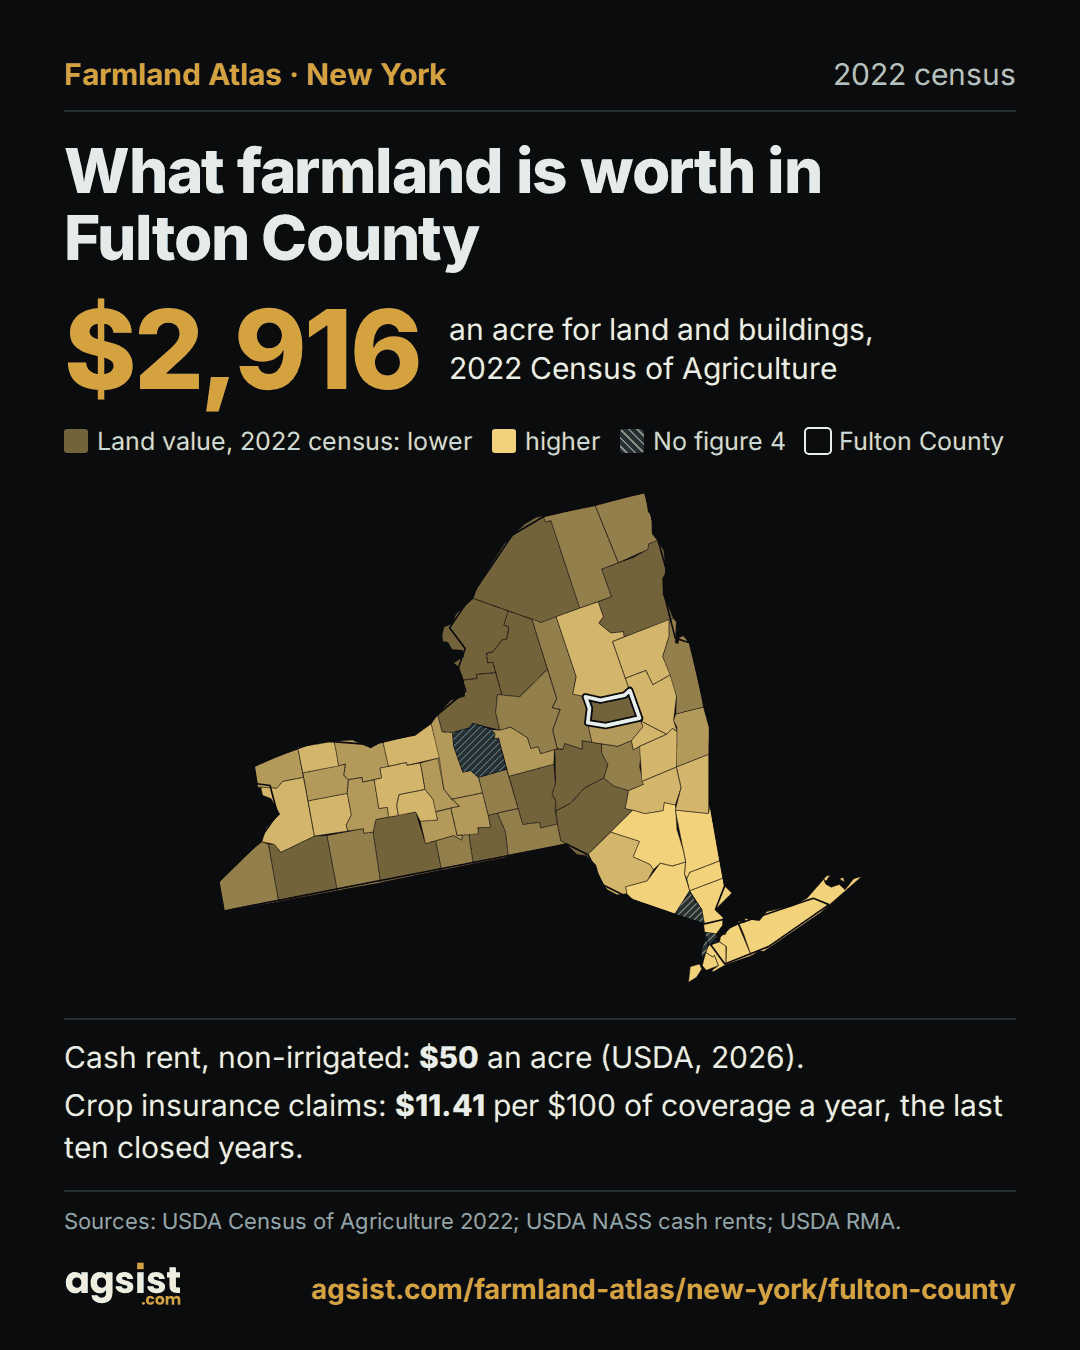 Farmland Atlas · New York
2022 census
What farmland is worth in
Fulton County
$2,916
an acre for land and buildings,
2022 Census of Agriculture
Land value, 2022 census: lower
higher
No figure 4
Fulton County
Cash rent, non-irrigated: $50 an acre (USDA, 2026).
Crop insurance claims: $11.41 per $100 of coverage a year, the last
ten closed years.
Sources: USDA Census of Agriculture 2022; USDA NASS cash rents; USDA RMA.
agsist
.com
agsist.com/farmland-atlas/new-york/fulton-county